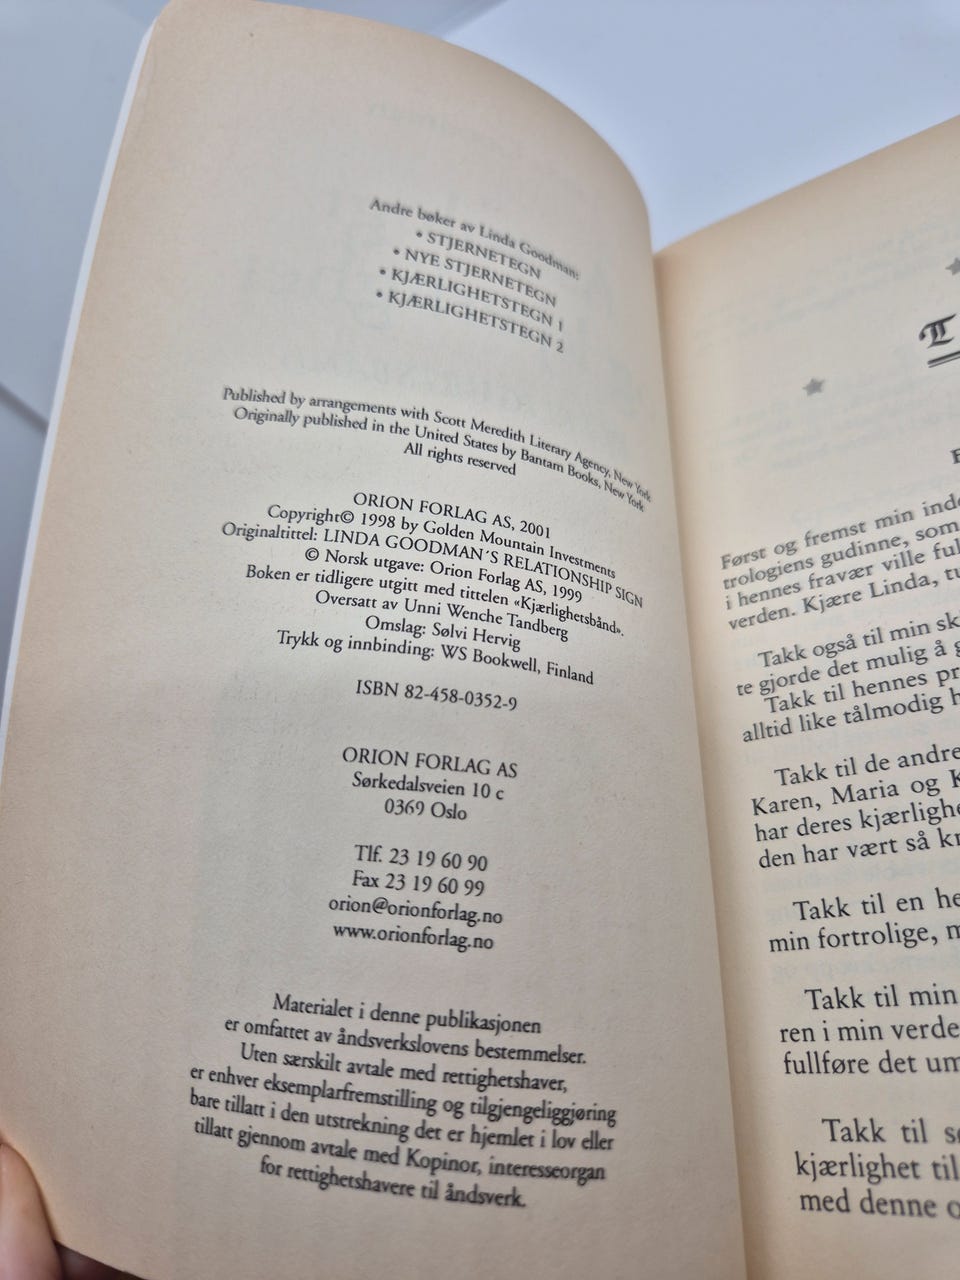 Andre bøker av Linda Goodman:
• STJERNETEGN
• NYE STJERNETEGN
• KJÆRLIGHETSTEGN 1
• KJÆRLIGHETSTEGN 2
Published by arrangements with Scott Meredith Literary Agency, New York
Originally published in the United States by Bantam Books, New York
All rights reserved
ORION FORLAG AS, 2001
Copyright© 1998 by Golden Mountain Investments
Originaltittel: LINDA GOODMAN´S RELATIONSHIP SIGN
© Norsk utgave: Orion Forlag AS, 1999
Boken er tidligere utgitt med tittelen «Kjærlighetsbånd».
Oversatt av Unni Wenche Tandberg
Omslag: Sølvi Hervig
Trykk og innbinding: WS Bookwell, Finland
ISBN 82-458-0352-9
ORION FORLAG AS
Sørkedalsveien 10 c
0369 Oslo
Tlf. 23 19 60 90
Fax 23 19 60 99
orion@orionforlag.no
www.orionforlag.no
Materialet i denne publikasjonen
er omfattet av åndsverkslovens bestemmelser.
Uten særskilt avtale med rettighetshaver,
er enhver eksemplarfremstilling og tilgjengeliggjøring
bare tillatt i den utstrekning det er hjemlet i lov eller
tillatt gjennom avtale med Kopinor, interesseorgan
for rettighetshavere til åndsverk.
T
Først og fremst min
trologiens gudinne, som
i hennes fravær ville
verden. Kjære Linda,
Takk også til min
te gjorde det mulig å
Takk til hennes
alltid like tålmodig
Takk til de andre
Karen, Maria og
har deres
den har vært så
Takk til en
min fortrolige,
Takk til min
ren i min
fullføre det
Takk til
kjærlighet
med denne